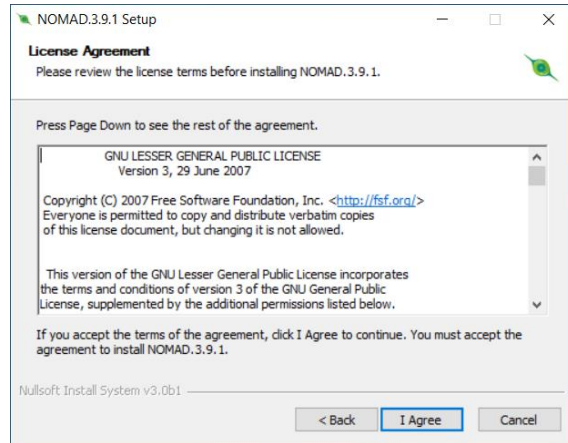 NOMAD.3.9.1 Setup
License Agreement
Please review the license terms before installing NOMAD.3.9.1.
Press Page Down to see the rest of the agreement.
GNU LESSER GENERAL PUBLIC LICENSE
Version 3, 29 June 2007
Copyright (C) 2007 Free Software Foundation, Inc. <http://fsf.org/>
Everyone is permitted to copy and distribute verbatim copies
of this license document, but changing it is not allowed.
This version of the GNU Lesser General Public License incorporates
the terms and conditions of version 3 of the GNU General Public
License, supplemented by the additional permissions listed below.
If you accept the terms of the agreement, click I Agree to continue. You must accept the
agreement to install NOMAD.3.9.1.
Nullsoft Install System v3.0b1
< Back I Agree Cancel